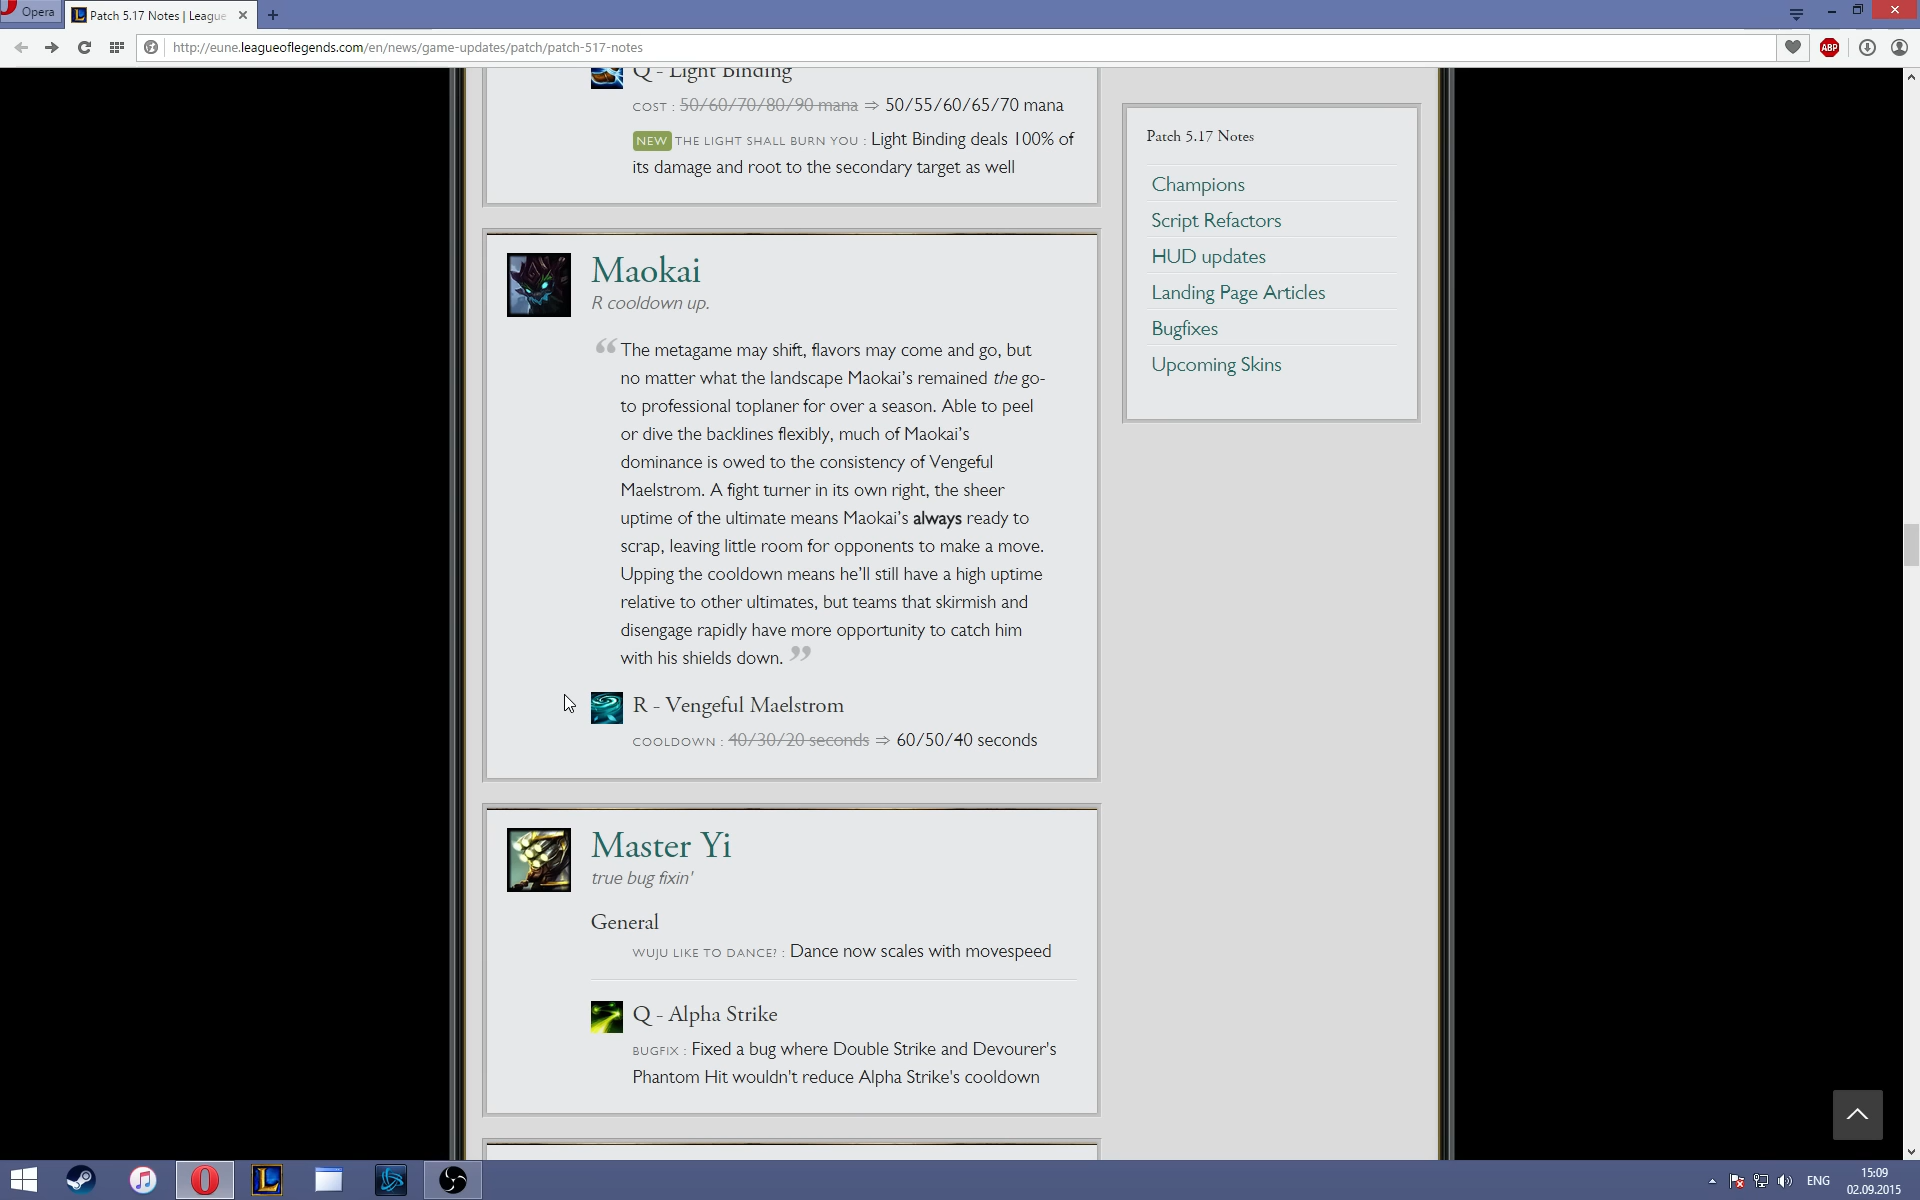 Opera
Patch 5.17 Notes | League
http://eune.leagueoflegends.com/en/news/game-updates/patch/patch-517-notes
ABP
Q - Light Binding
COST : 50/60/70/80/90 mana ⇒ 50/55/60/65/70 mana
NEW THE LIGHT SHALL BURN YOU : Light Binding deals 100% of
its damage and root to the secondary target as well
Maokai
R cooldown up.
“ The metagame may shift, flavors may come and go, but
no matter what the landscape Maokai’s remained the go-
to professional toplaner for over a season. Able to peel
or dive the backlines flexibly, much of Maokai’s
dominance is owed to the consistency of Vengeful
Maelstrom. A fight turner in its own right, the sheer
uptime of the ultimate means Maokai’s always ready to
scrap, leaving little room for opponents to make a move.
Upping the cooldown means he’ll still have a high uptime
relative to other ultimates, but teams that skirmish and
disengage rapidly have more opportunity to catch him
with his shields down. ”
R - Vengeful Maelstrom
COOLDOWN : 40/30/20 seconds ⇒ 60/50/40 seconds
Master Yi
true bug fixin'
General
WUJU LIKE TO DANCE? : Dance now scales with movespeed
Q - Alpha Strike
BUGFIX : Fixed a bug where Double Strike and Devourer's
Phantom Hit wouldn't reduce Alpha Strike's cooldown
Patch 5.17 Notes
Champions
Script Refactors
HUD updates
Landing Page Articles
Bugfixes
Upcoming Skins
ENG
15:09
02.09.2015